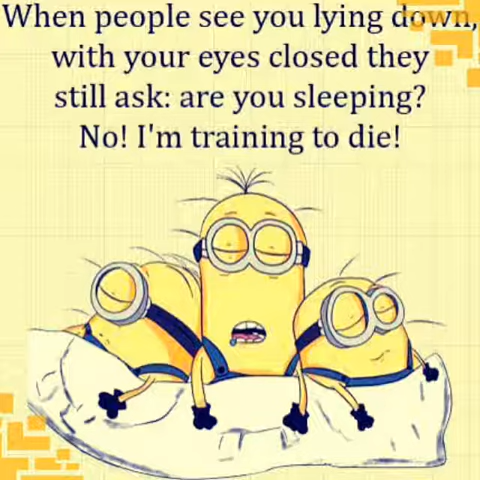 When people see you lying down,
with your eyes closed they
still ask: are you sleeping?
No! I'm training to die!